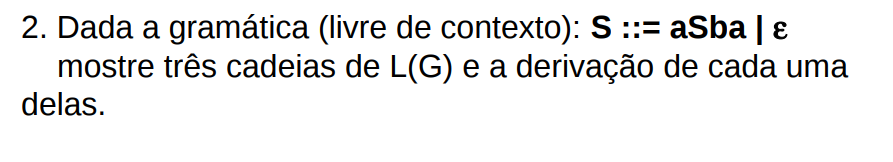 2. Dada a gramática (livre de contexto): S ::= aSba | ε
mostre três cadeias de L(G) e a derivação de cada uma
delas.